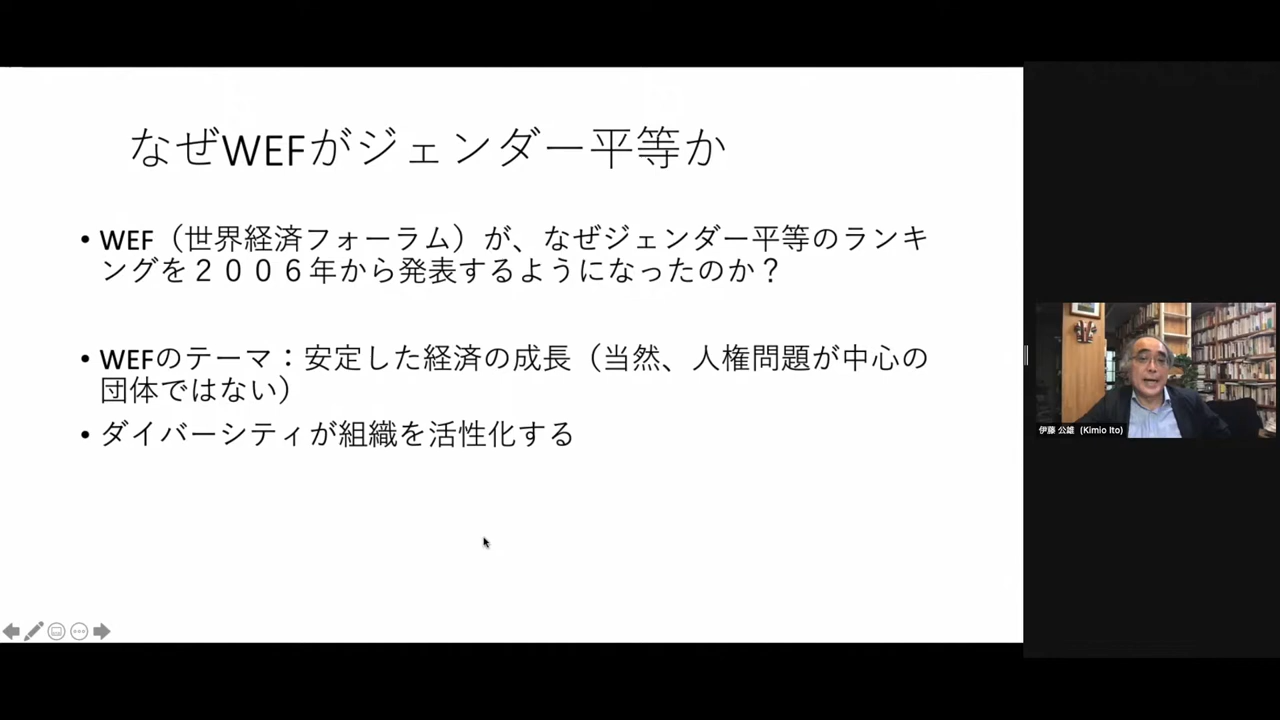 なぜWEFがジェンダー平等か
• WEF（世界経済フォーラム）が、なぜジェンダー平等のランキ
ングを２００６年から発表するようになったのか？
• WEFのテーマ：安定した経済の成長（当然、人権問題が中心の
団体ではない）
• ダイバーシティが組織を活性化する
伊藤 公雄 (Kimio Ito)